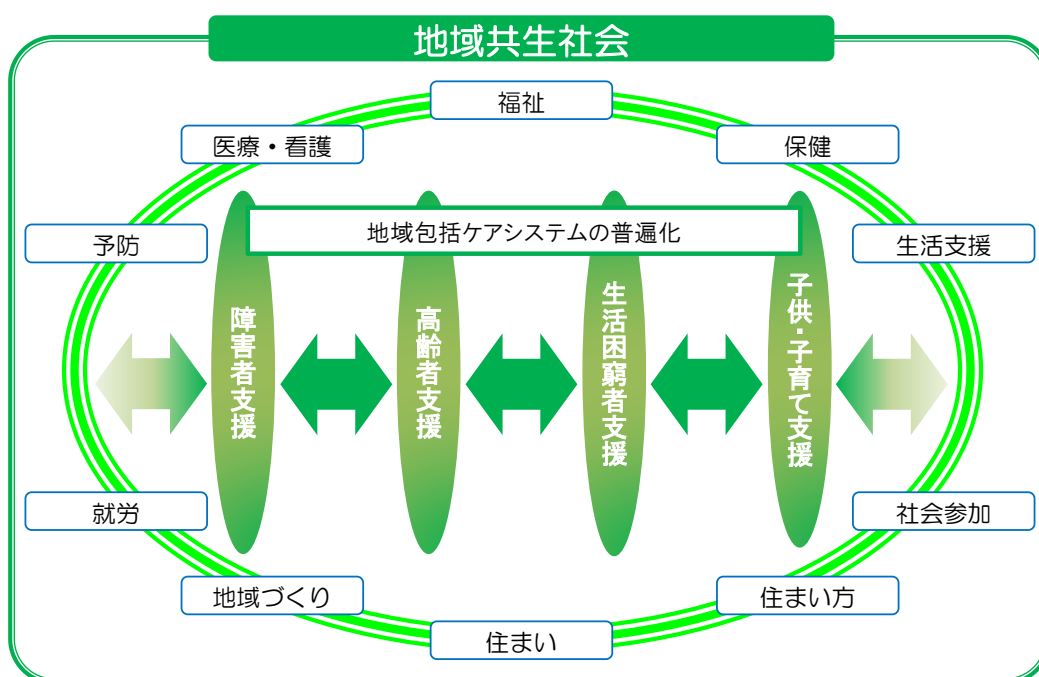 地域共生社会
福祉
医療・看護
保健
予防
地域包括ケアシステムの普遍化
生活支援
障害者支援
高齢者支援
生活困窮者支援
子供・子育て支援
就労
社会参加
地域づくり
住まい方
住まい